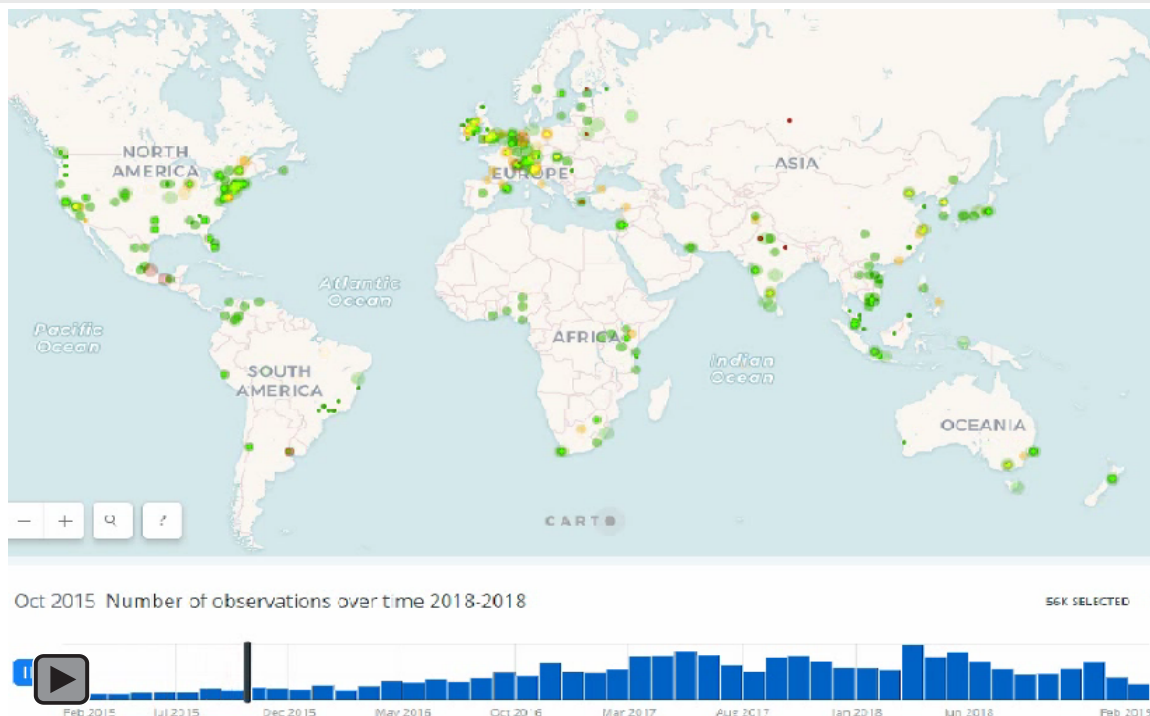 NORTH
AMERICA
EUROPE
ASIA
Atlantic
Ocean
Pacific
Ocean
AFRICA
SOUTH
AMERICA
Indian
Ocean
OCEANIA
CARTO
− + ?
Oct 2015 Number of observations over time 2018-2018
56K SELECTED
Feb 2015 Jul 2015 Dec 2015 May 2016 Oct 2016 Mar 2017 Aug 2017 Jan 2018 Jun 2018 Feb 2019